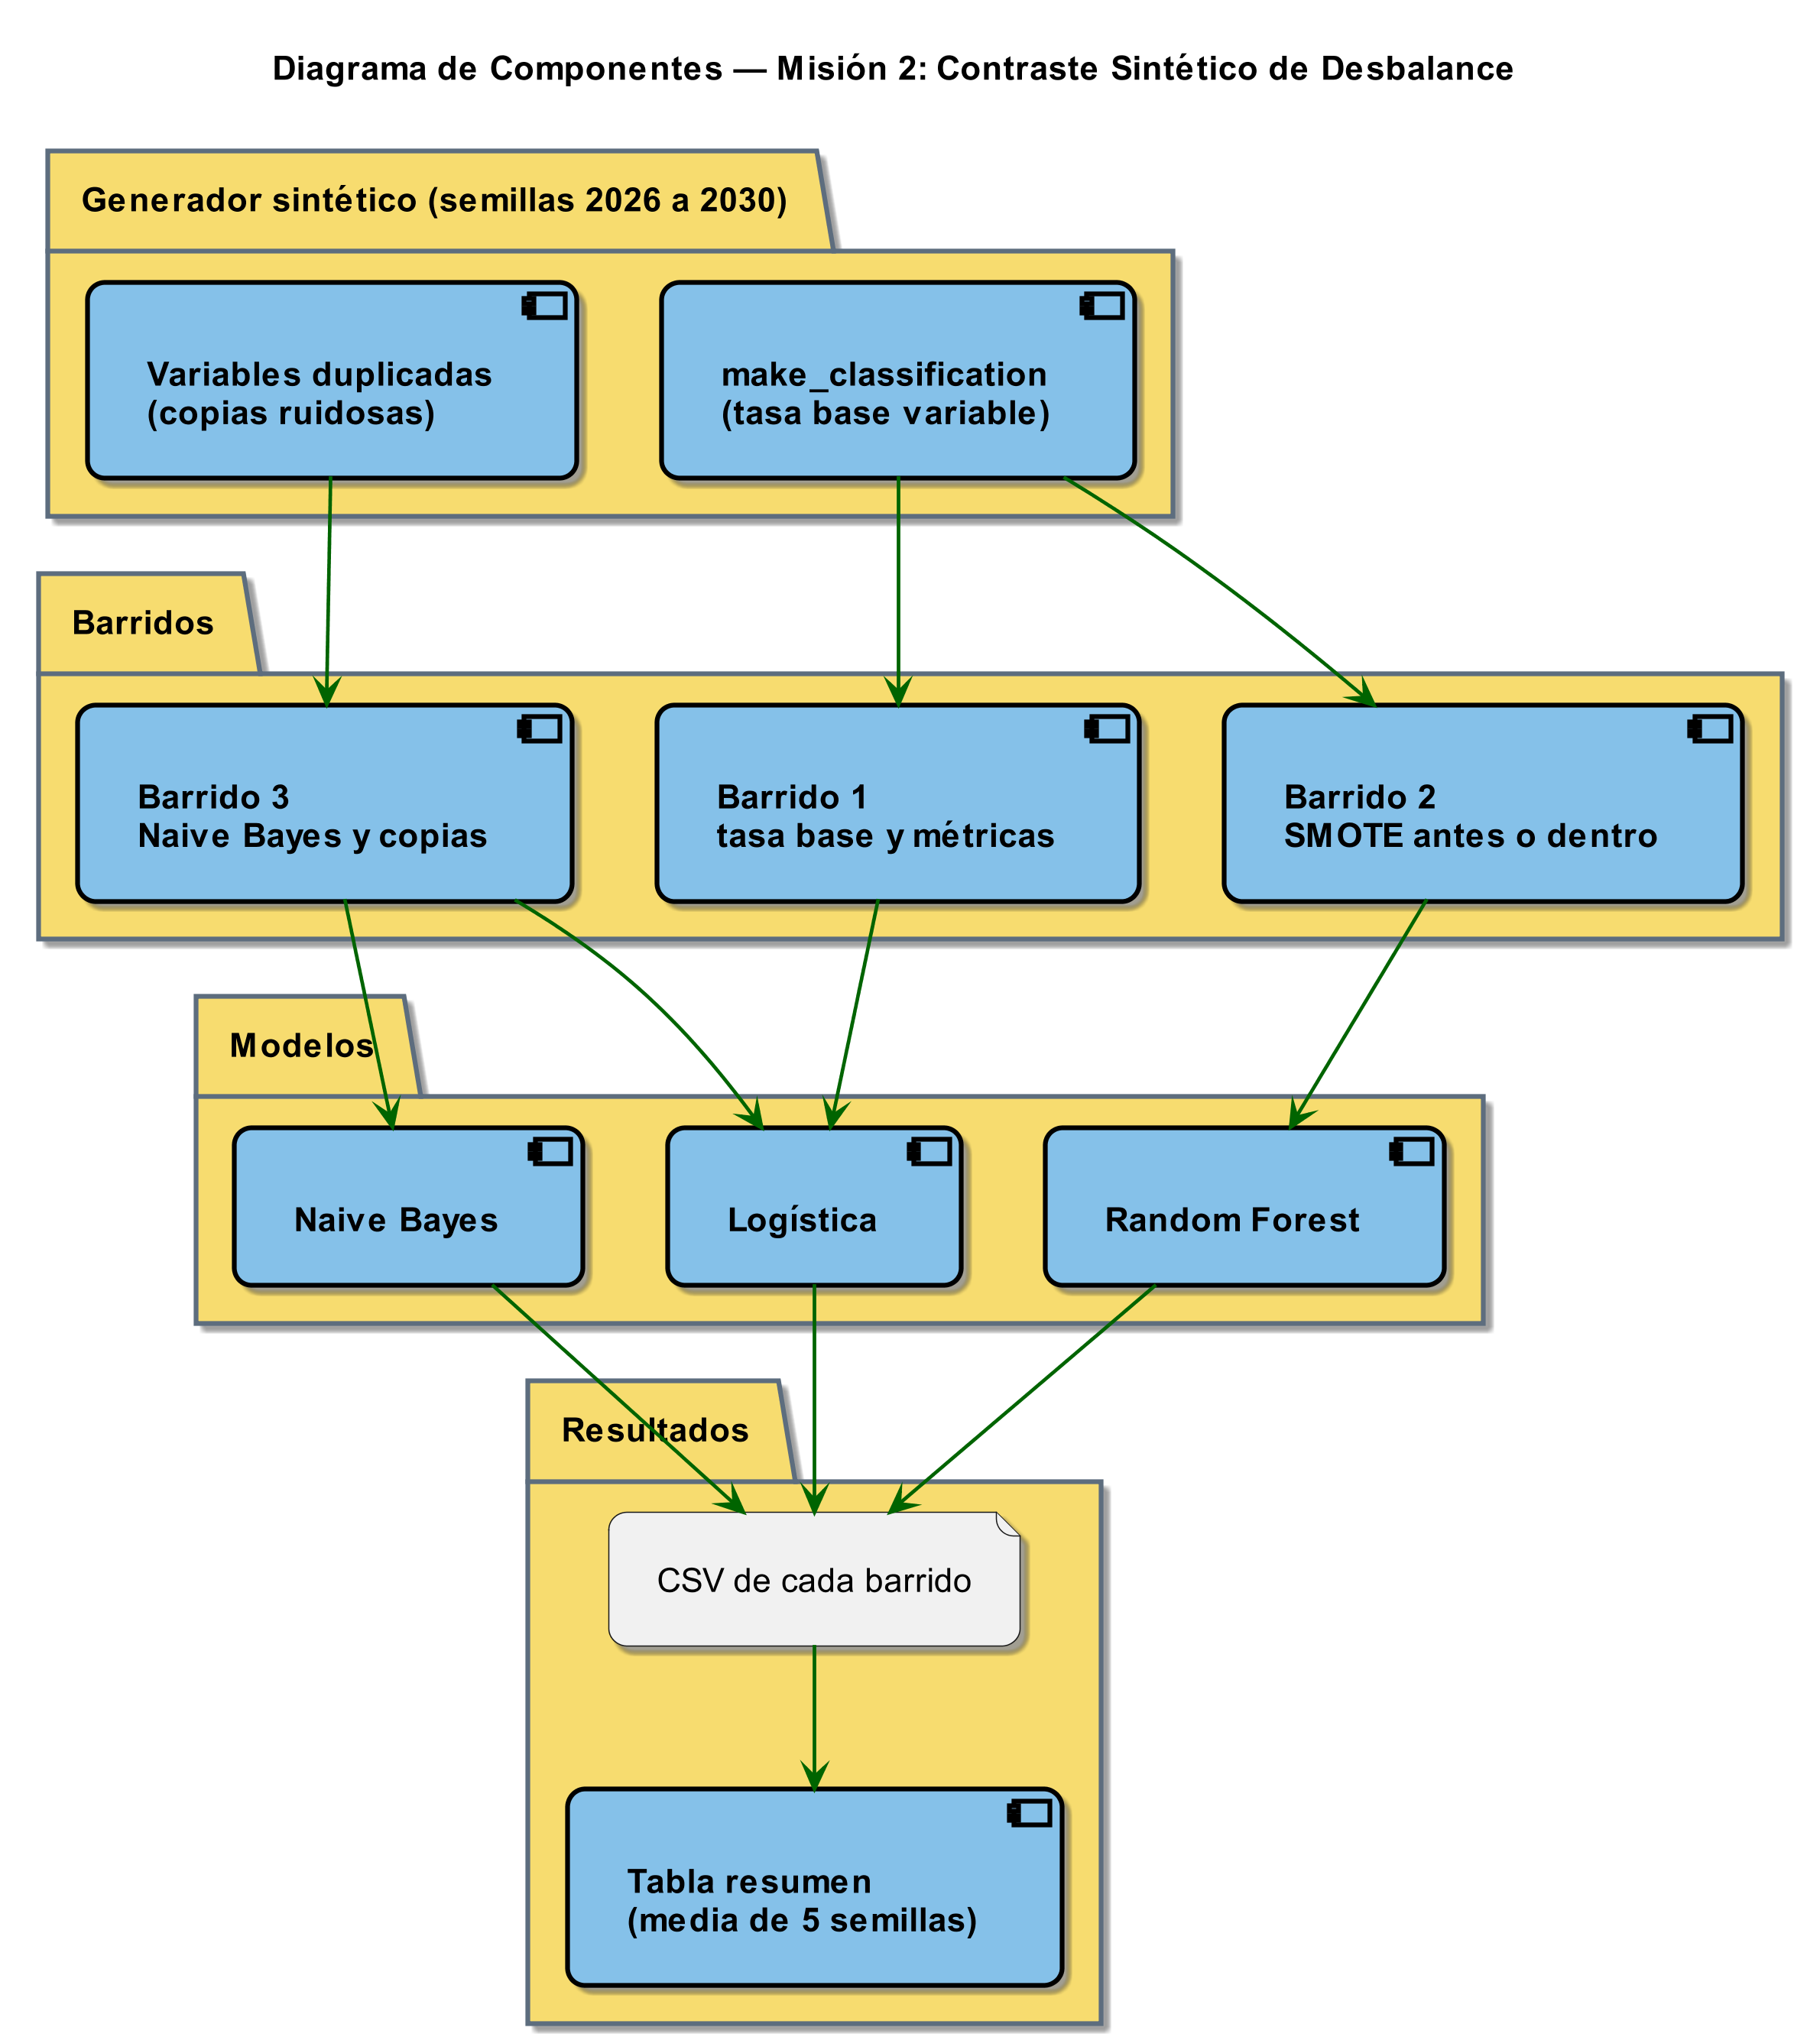 Diagrama de Componentes — Misión 2: Contraste Sintético de Desbalance
Generador sintético (semillas 2026 a 2030)
Variables duplicadas
(copias ruidosas)
make_classification
(tasa base variable)
Barridos
Barrido 3
Naive Bayes y copias
Barrido 1
tasa base y métricas
Barrido 2
SMOTE antes o dentro
Modelos
Naive Bayes
Logística
Random Forest
Resultados
CSV de cada barrido
Tabla resumen
(media de 5 semillas)